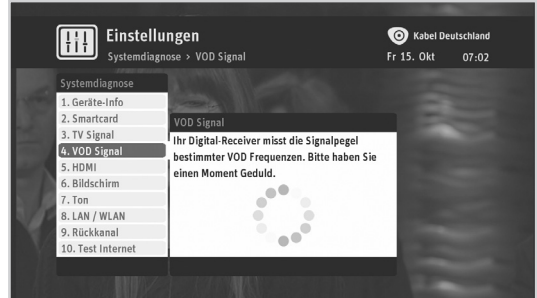 Einstellungen
Systemdiagnose > VOD Signal
Kabel Deutschland
Fr 15. Okt 07:02
Systemdiagnose
1. Geräte-Info
2. Smartcard
3. TV Signal
4. VOD Signal
5. HDMI
6. Bildschirm
7. Ton
8. LAN / WLAN
9. Rückkanal
10. Test Internet
VOD Signal
Ihr Digital-Receiver misst die Signalpegel
bestimmter VOD Frequenzen. Bitte haben Sie
einen Moment Geduld.